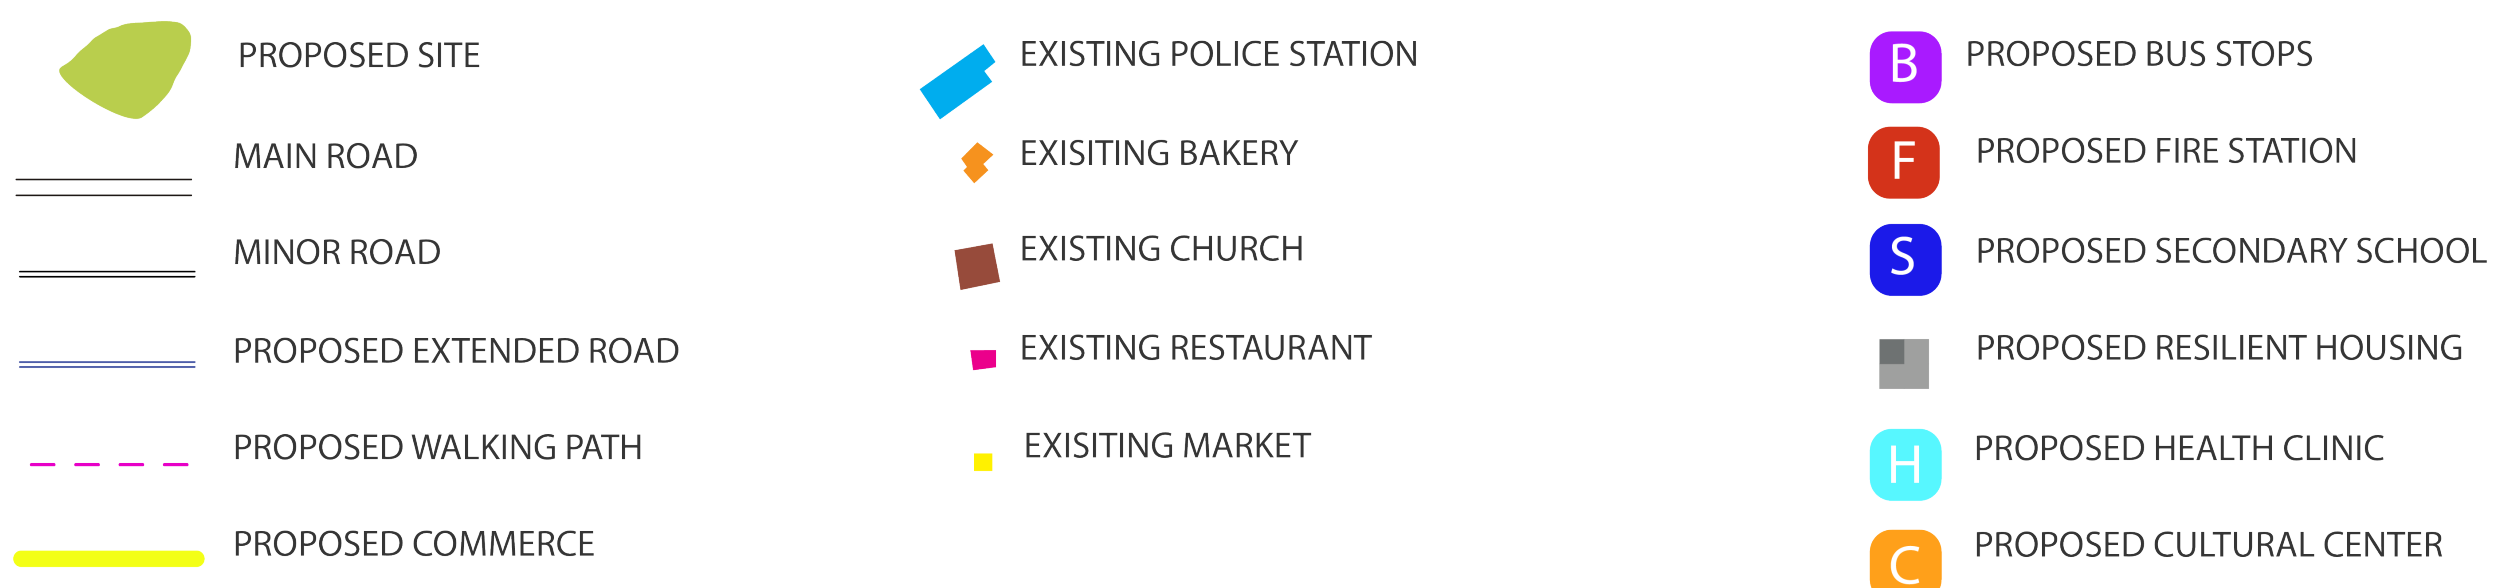 PROPOSED SITE
MAIN ROAD
MINOR ROAD
PROPOSED EXTENDED ROAD
PROPOSED WALKING PATH
PROPOSED COMMERCE
EXISTING POLICE STATION
EXISITING BAKERY
EXISTING CHURCH
EXISTING RESTAURANT
EXISITING MARKET
B PROPOSED BUS STOPS
F PROPOSED FIRE STATION
S PROPOSED SECONDARY SCHOOL
PROPOSED RESILIENT HOUSING
H PROPOSED HEALTH CLINIC
C PROPOSED CULTURAL CENTER